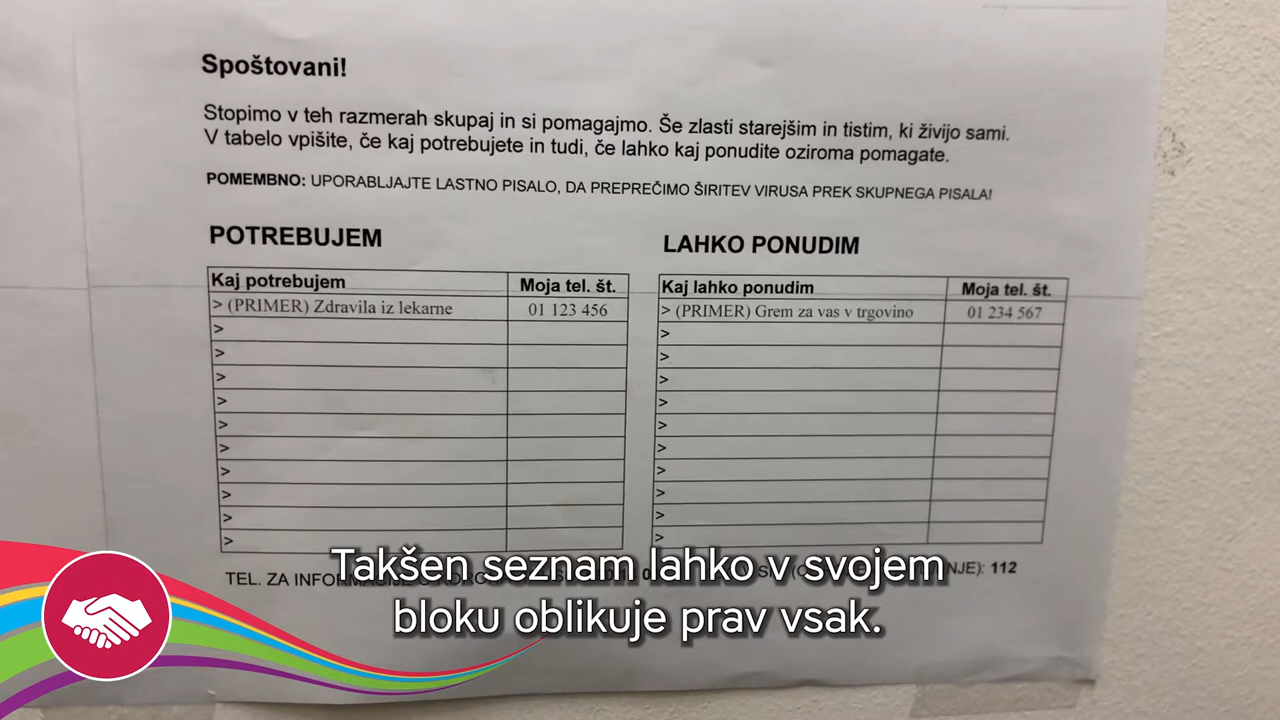 Spoštovani!
Stopimo v teh razmerah skupaj in si pomagajmo. Še zlasti starejšim in tistim, ki živijo sami.
V tabelo vpišite, če kaj potrebujete in tudi, če lahko kaj ponudite oziroma pomagate.
POMEMBNO: UPORABLJAJTE LASTNO PISALO, DA PREPREČIMO ŠIRITEV VIRUSA PREK SKUPNEGA PISALA!
POTREBUJEM
Kaj potrebujem Moja tel. št.
> (PRIMER) Zdravila iz lekarne 01 123 456
>
>
>
>
>
>
>
>
>
>
LAHKO PONUDIM
Kaj lahko ponudim Moja tel. št.
> (PRIMER) Grem za vas v trgovino 01 234 567
>
>
>
>
>
>
>
>
>
>
TEL. ZA 112
Takšen seznam lahko v svojem
bloku oblikuje prav vsak.